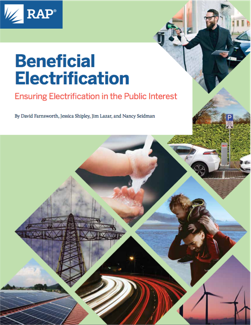 RAP®
Beneficial
Electrification
Ensuring Electrification in the Public Interest
By David Farnsworth, Jessica Shipley, Jim Lazar, and Nancy Seidman